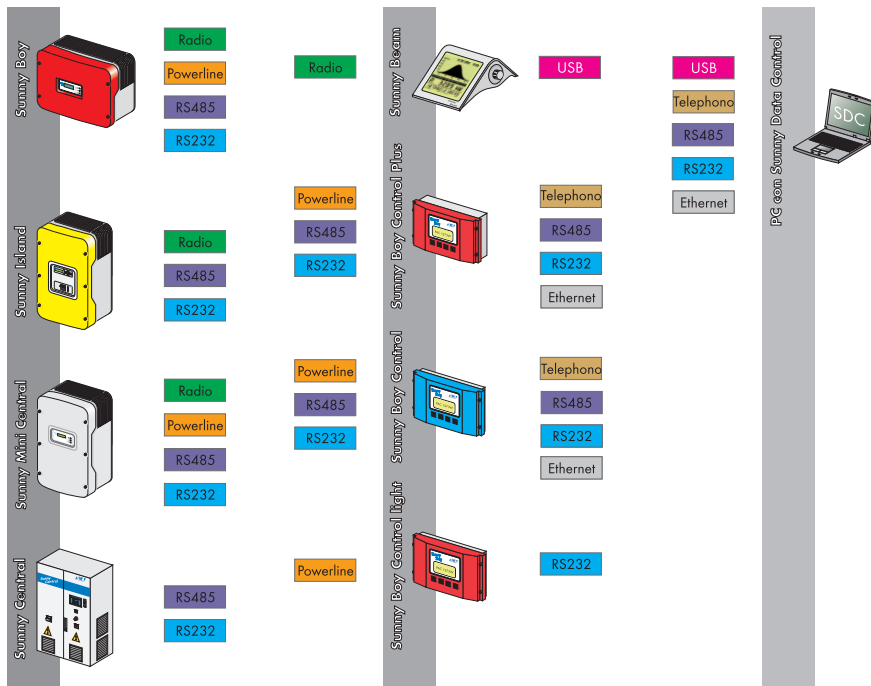 Sunny Boy
Radio
Powerline
RS485
RS232
Sunny Island
Radio
RS485
RS232
Sunny Mini Central
Radio
Powerline
RS485
RS232
Sunny Central
RS485
RS232
Radio
Sunny Beam
USB
Powerline
RS485
RS232
Sunny Boy Control Plus
Telephono
RS485
RS232
Ethernet
Powerline
RS485
RS232
Sunny Boy Control
Telephono
RS485
RS232
Ethernet
Powerline
Sunny Boy Control light
RS232
USB
Telephono
RS485
RS232
Ethernet
PC con Sunny Data Control
SDC